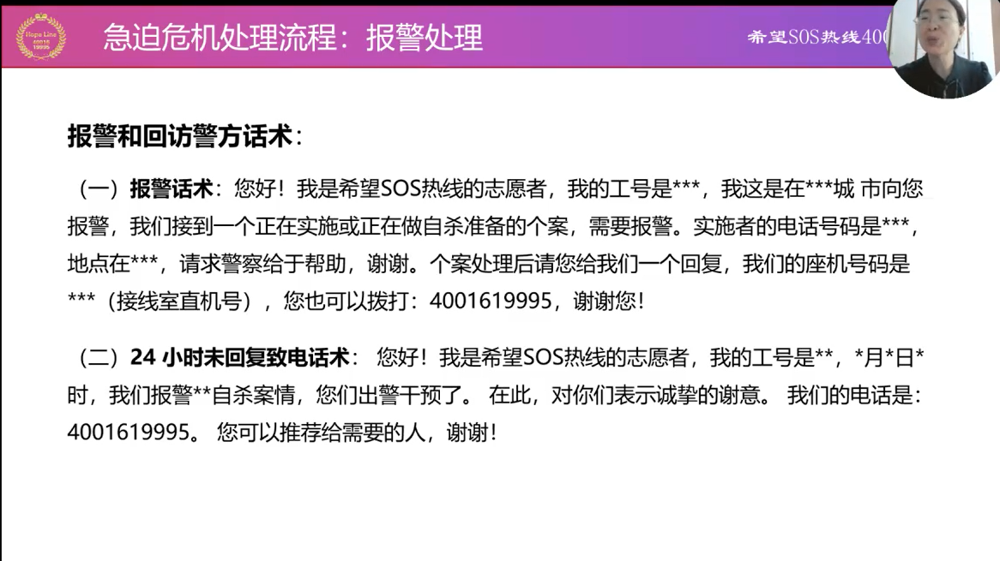 Hope Line
40016
19995
急迫危机处理流程：报警处理
希望SOS热线400
报警和回访警方话术：
（一）报警话术：您好！我是希望SOS热线的志愿者，我的工号是***，我这是在***城 市向您
报警，我们接到一个正在实施或正在做自杀准备的个案，需要报警。实施者的电话号码是***，
地点在***，请求警察给于帮助，谢谢。个案处理后请您给我们一个回复，我们的座机号码是
***（接线室直机号），您也可以拨打：4001619995，谢谢您！
（二）24 小时未回复致电话术： 您好！我是希望SOS热线的志愿者，我的工号是**，*月*日*
时，我们报警**自杀案情，您们出警干预了。 在此，对你们表示诚挚的谢意。 我们的电话是：
4001619995。 您可以推荐给需要的人，谢谢！